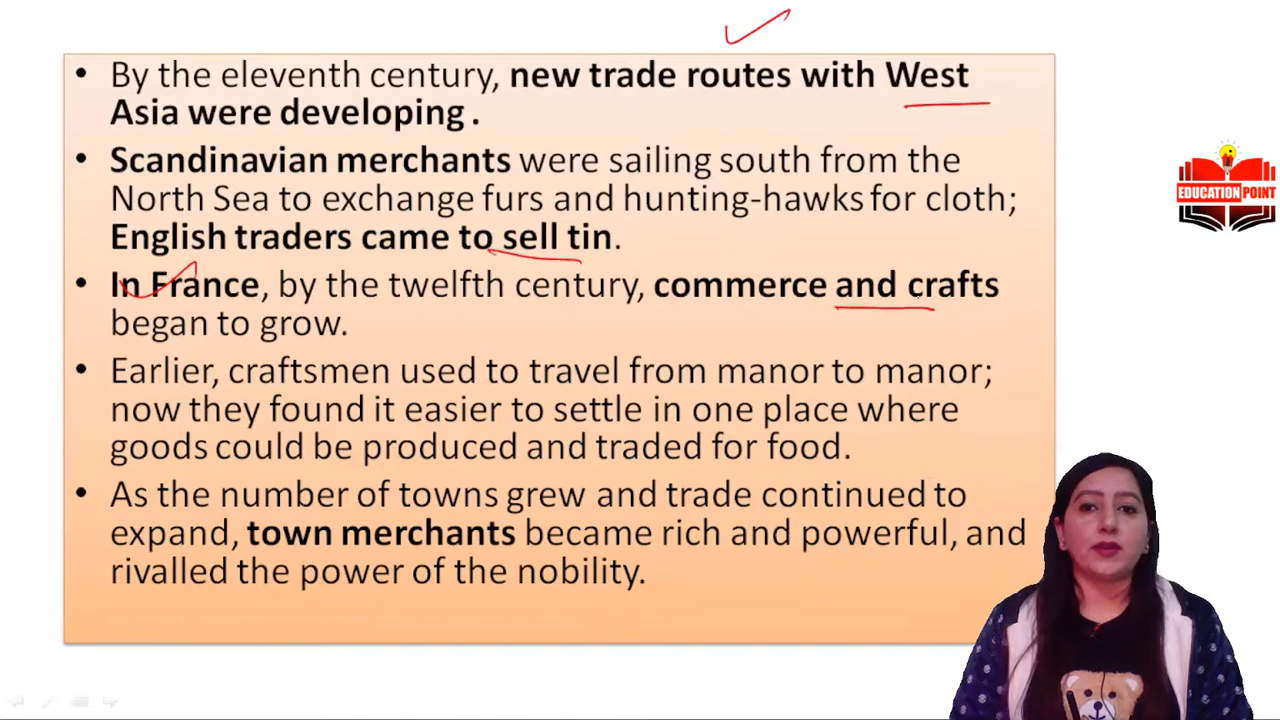 • By the eleventh century, new trade routes with West
Asia were developing .
• Scandinavian merchants were sailing south from the
North Sea to exchange furs and hunting-hawks for cloth;
English traders came to sell tin.
• In France, by the twelfth century, commerce and crafts
began to grow.
• Earlier, craftsmen used to travel from manor to manor;
now they found it easier to settle in one place where
goods could be produced and traded for food.
• As the number of towns grew and trade continued to
expand, town merchants became rich and powerful, and
rivalled the power of the nobility.
EDUCATION POINT